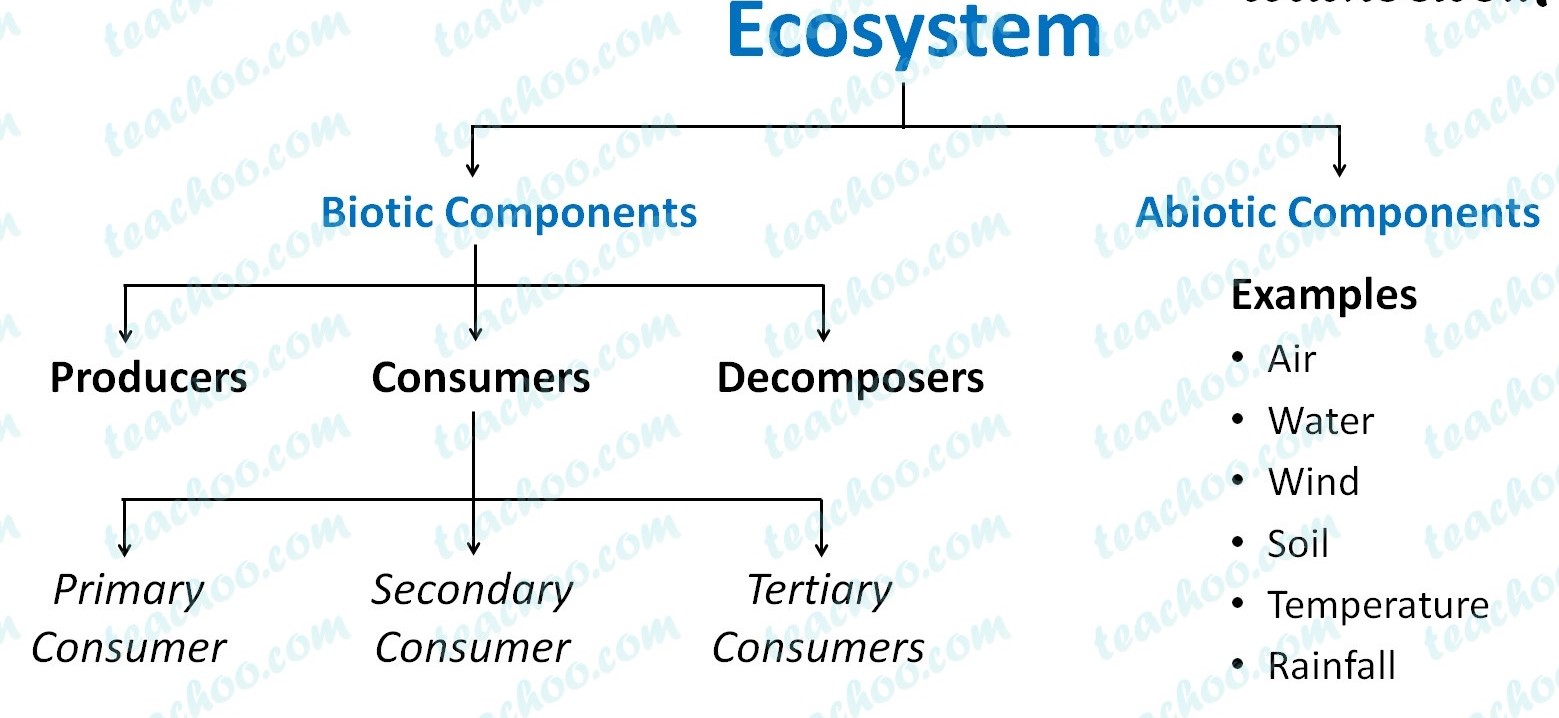 Ecosystem
Biotic Components
Abiotic Components
Producers
Consumers
Decomposers
Primary
Consumer
Secondary
Consumer
Tertiary
Consumers
Examples
• Air
• Water
• Wind
• Soil
• Temperature
• Rainfall
teachoo.com